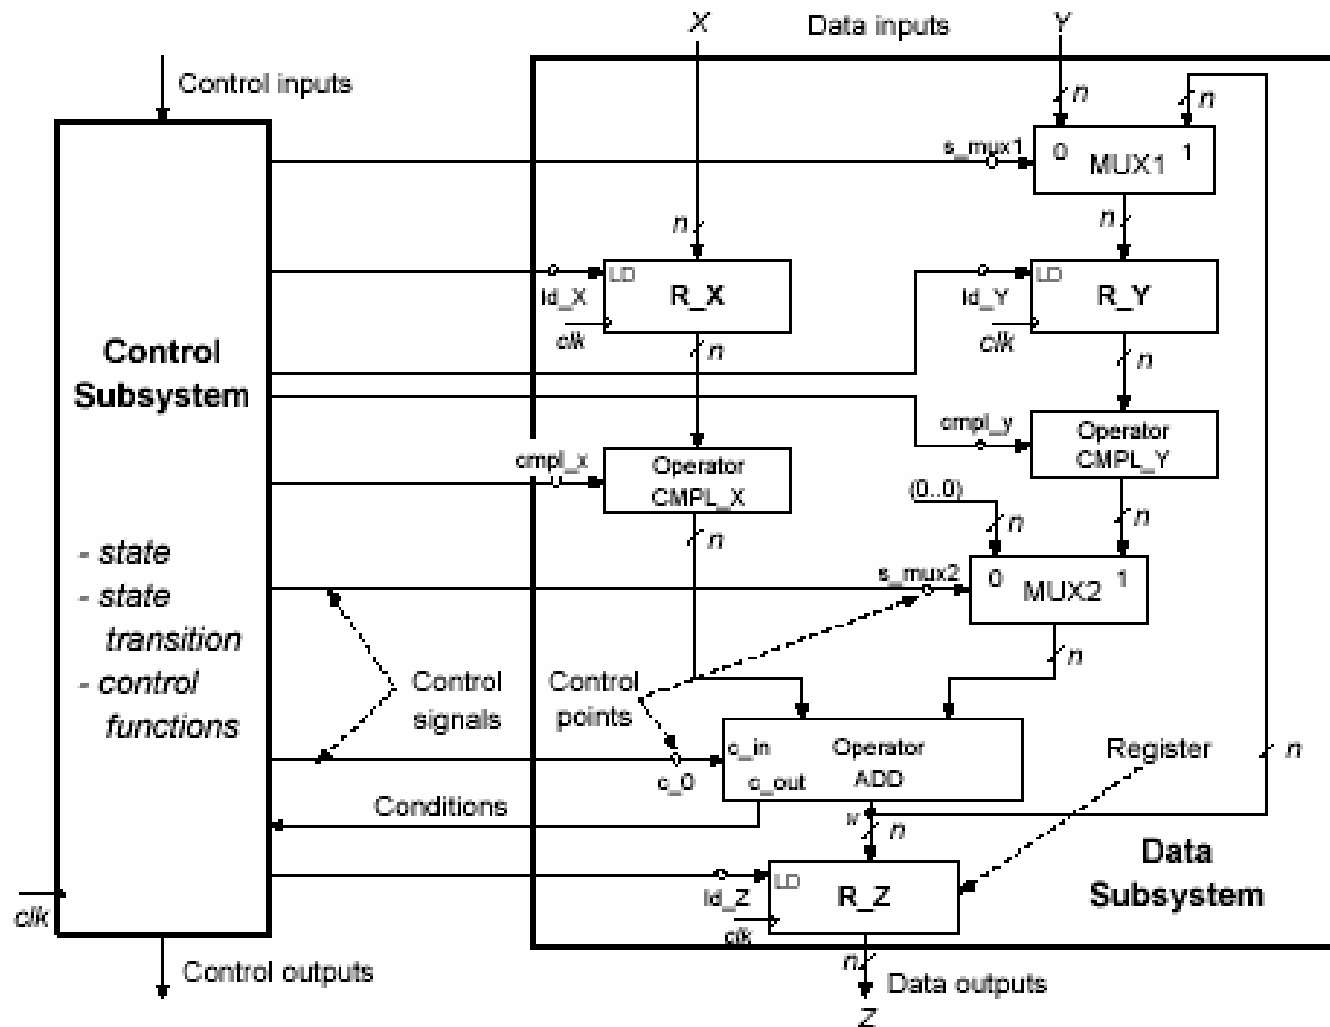 X
Data inputs
Y
Control inputs
n
n
s_mux1
0
MUX1
1
n
n
LD
R_X
ld_X
clk
LD
R_Y
ld_Y
clk
Control
Subsystem
n
n
cmpl_x
Operator
CMPL_X
cmpl_y
Operator
CMPL_Y
(0..0)
n
n
n
- state
- state
transition
- control
functions
s_mux2
0
MUX2
1
n
Control
signals
Control
points
c_in
Operator
ADD
c_0
c_out
Register
n
Conditions
w
n
Data
Subsystem
LD
R_Z
ld_Z
clk
clk
Control outputs
n
Data outputs
Z